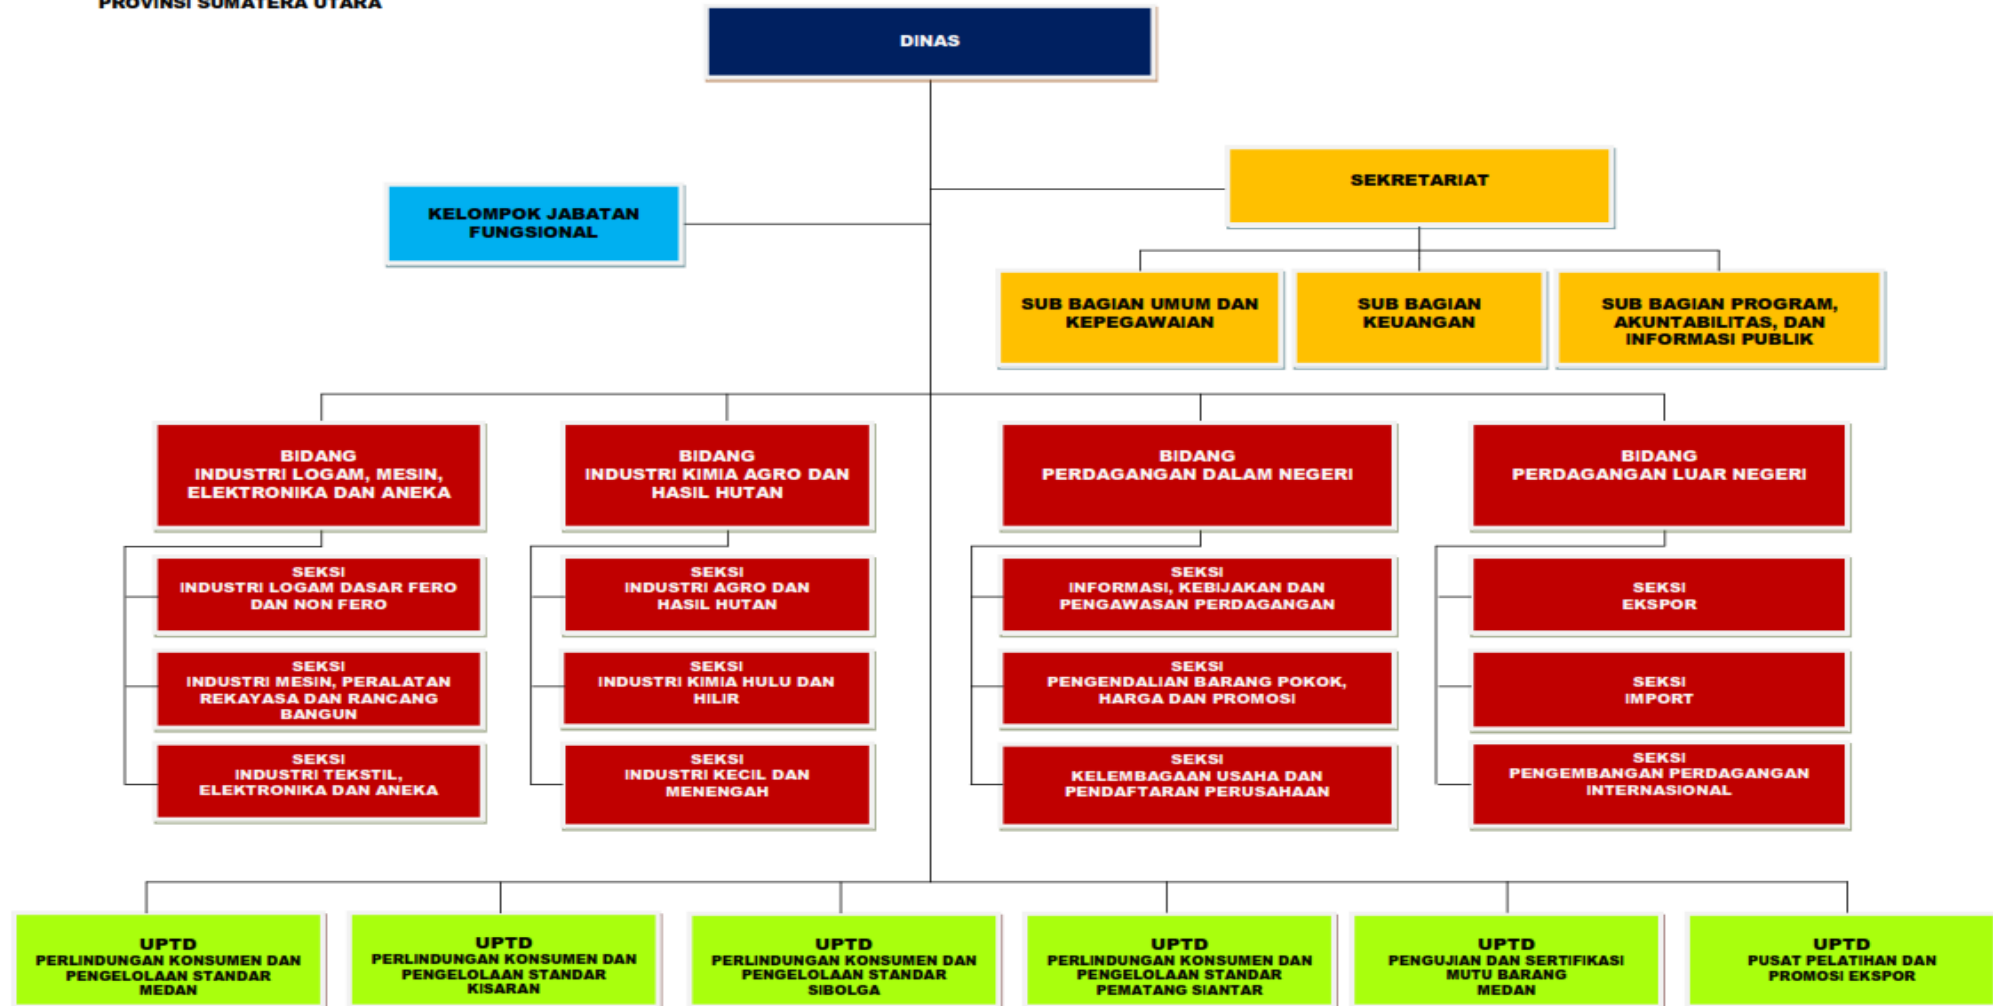 PROVINSI SUMATERA UTARA
DINAS
SEKRETARIAT
KELOMPOK JABATAN
FUNGSIONAL
SUB BAGIAN UMUM DAN
KEPEGAWAIAN
SUB BAGIAN
KEUANGAN
SUB BAGIAN PROGRAM,
AKUNTABILITAS, DAN
INFORMASI PUBLIK
BIDANG
INDUSTRI LOGAM, MESIN,
ELEKTRONIKA DAN ANEKA
BIDANG
INDUSTRI KIMIA AGRO DAN
HASIL HUTAN
BIDANG
PERDAGANGAN DALAM NEGERI
BIDANG
PERDAGANGAN LUAR NEGERI
SEKSI
INDUSTRI LOGAM DASAR FERO
DAN NON FERO
SEKSI
INDUSTRI AGRO DAN
HASIL HUTAN
SEKSI
INFORMASI, KEBIJAKAN DAN
PENGAWASAN PERDAGANGAN
SEKSI
EKSPOR
SEKSI
INDUSTRI MESIN, PERALATAN
REKAYASA DAN RANCANG
BANGUN
SEKSI
INDUSTRI KIMIA HULU DAN
HILIR
SEKSI
PENGENDALIAN BARANG POKOK,
HARGA DAN PROMOSI
SEKSI
IMPORT
SEKSI
INDUSTRI TEKSTIL,
ELEKTRONIKA DAN ANEKA
SEKSI
INDUSTRI KECIL DAN
MENENGAH
SEKSI
KELEMBAGAAN USAHA DAN
PENDAFTARAN PERUSAHAAN
SEKSI
PENGEMBANGAN PERDAGANGAN
INTERNASIONAL
UPTD
PERLINDUNGAN KONSUMEN DAN
PENGELOLAAN STANDAR
MEDAN
UPTD
PERLINDUNGAN KONSUMEN DAN
PENGELOLAAN STANDAR
KISARAN
UPTD
PERLINDUNGAN KONSUMEN DAN
PENGELOLAAN STANDAR
SIBOLGA
UPTD
PERLINDUNGAN KONSUMEN DAN
PENGELOLAAN STANDAR
PEMATANG SIANTAR
UPTD
PENGUJIAN DAN SERTIFIKASI
MUTU BARANG
MEDAN
UPTD
PUSAT PELATIHAN DAN
PROMOSI EKSPOR